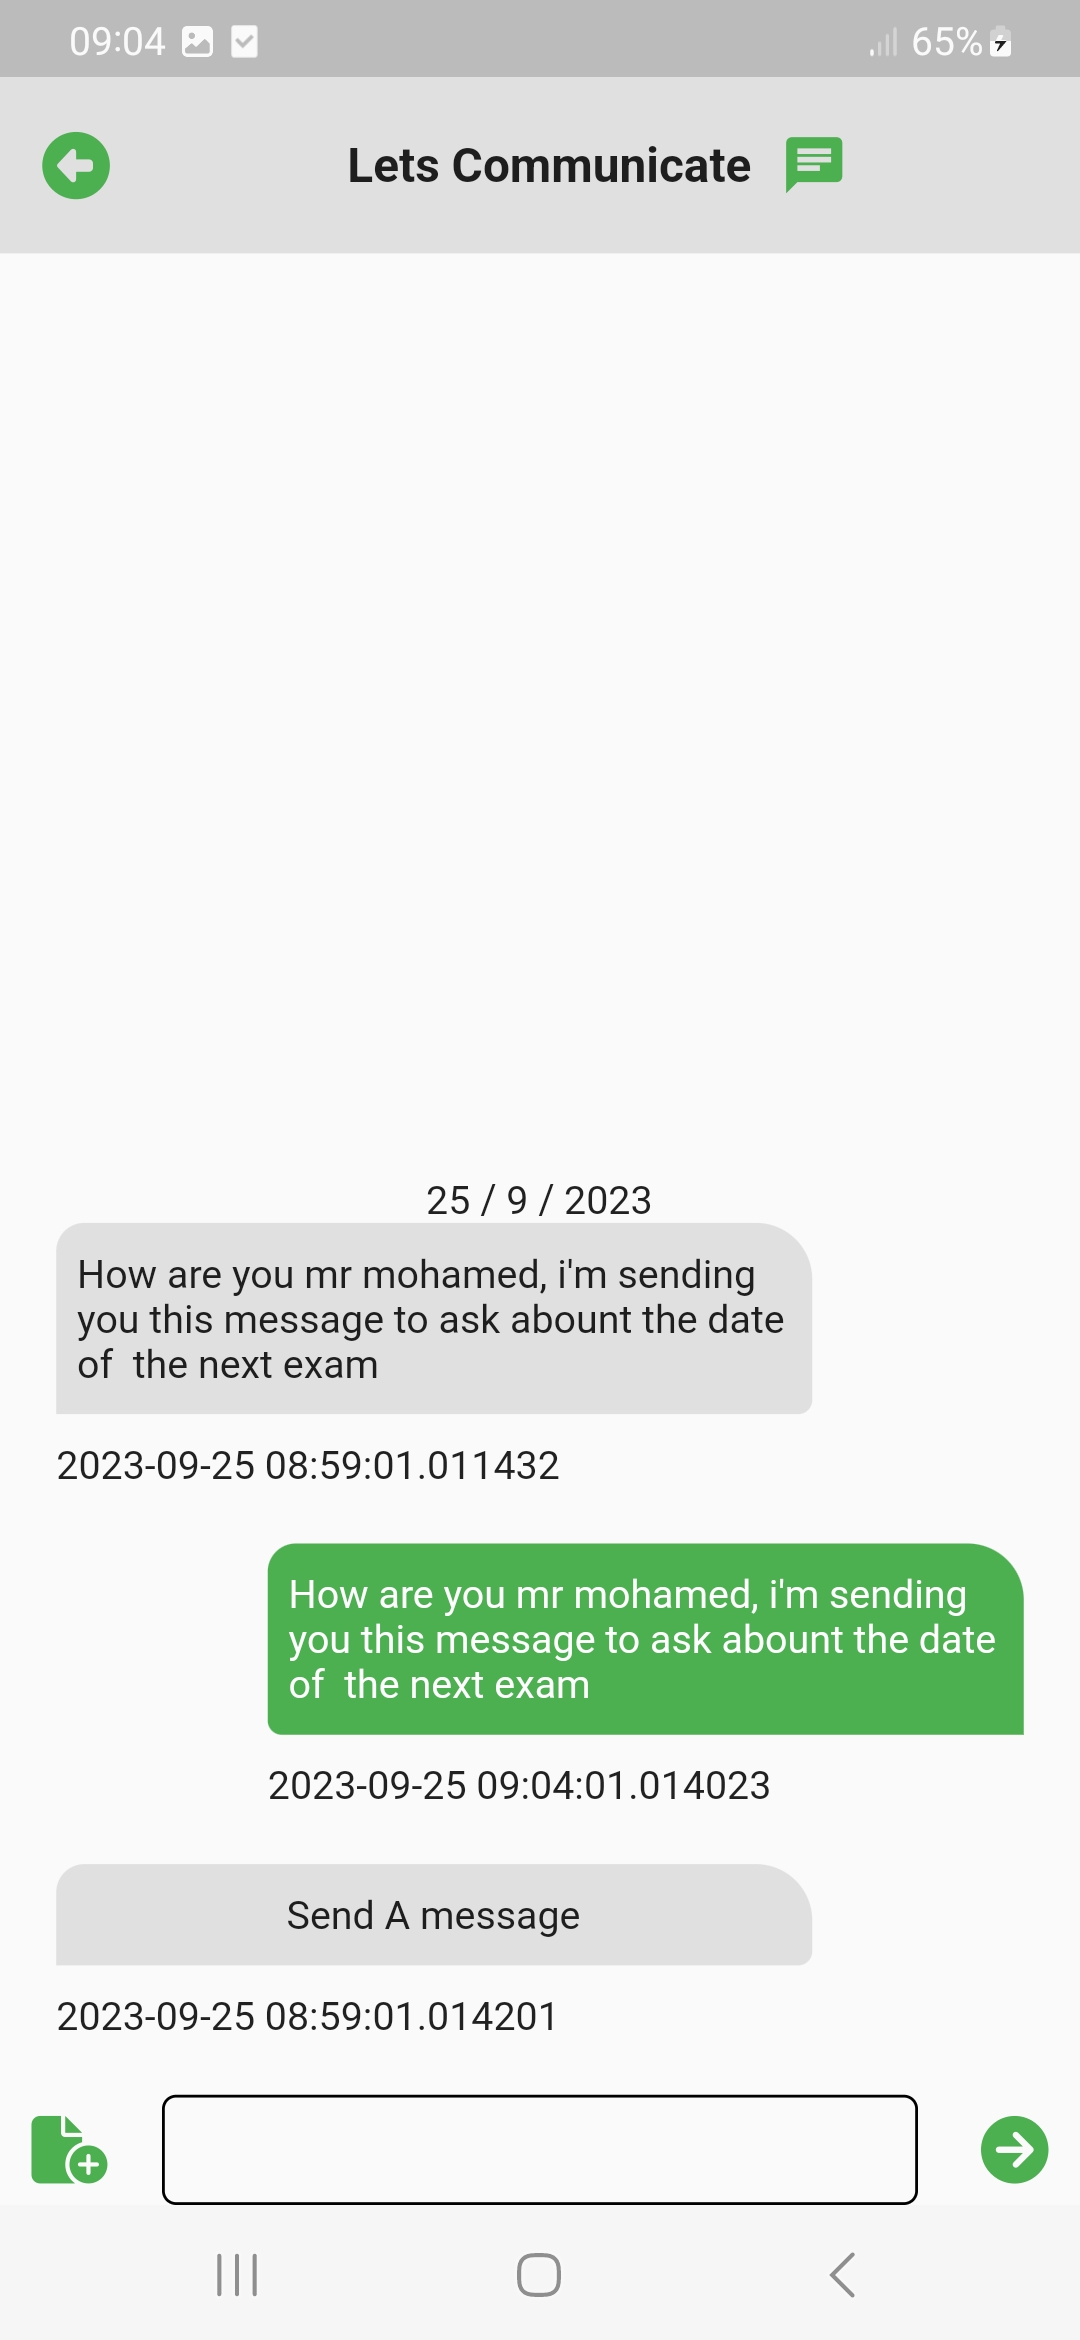 09:04
65%
Lets Communicate
25 / 9 / 2023
How are you mr mohamed, i'm sending
you this message to ask abount the date
of  the next exam
2023-09-25 08:59:01.011432
How are you mr mohamed, i'm sending
you this message to ask abount the date
of  the next exam
2023-09-25 09:04:01.014023
Send A message
2023-09-25 08:59:01.014201